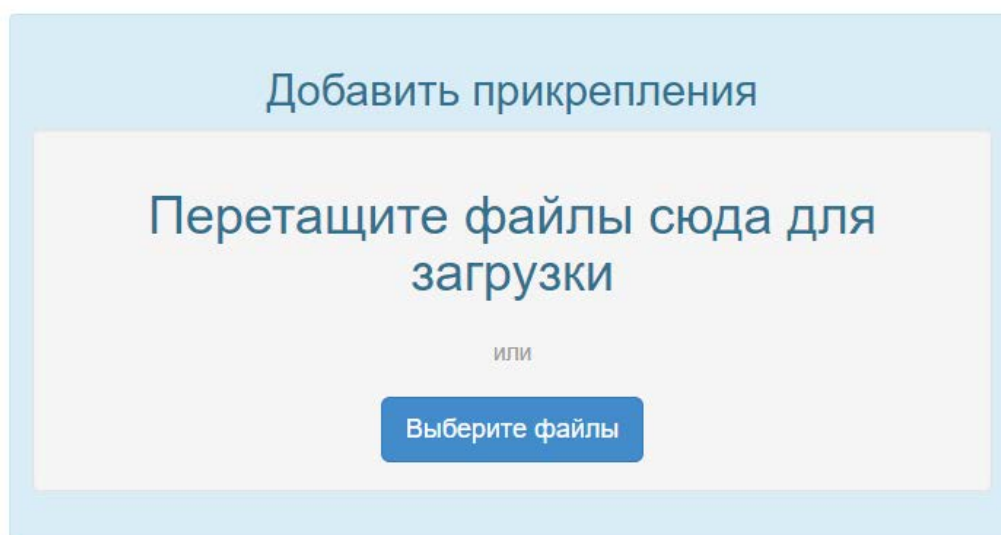 Добавить прикрепления
Перетащите файлы сюда для
загрузки
или
Выберите файлы